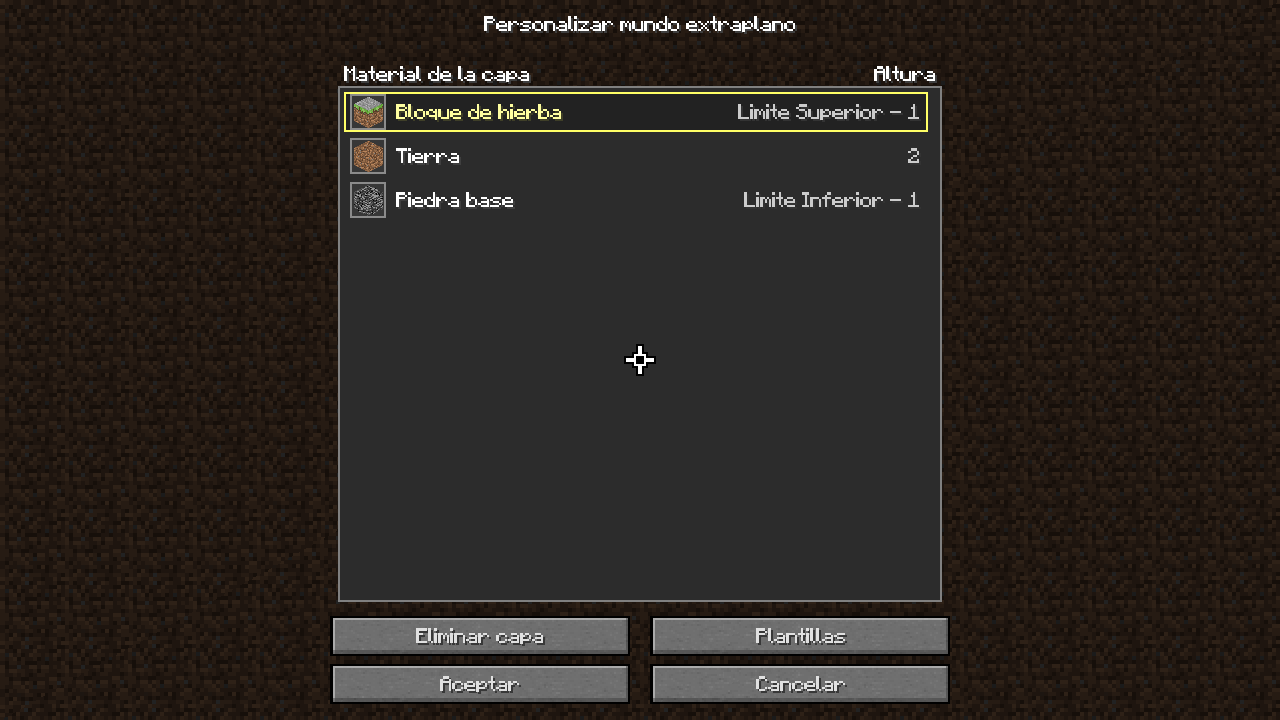 Personalizar mundo extraplano
Material de la capa Altura
Bloque de hierba Limite Superior - 1
Tierra 2
Piedra base Limite Inferior - 1
Eliminar capa Plantillas
Aceptar Cancelar